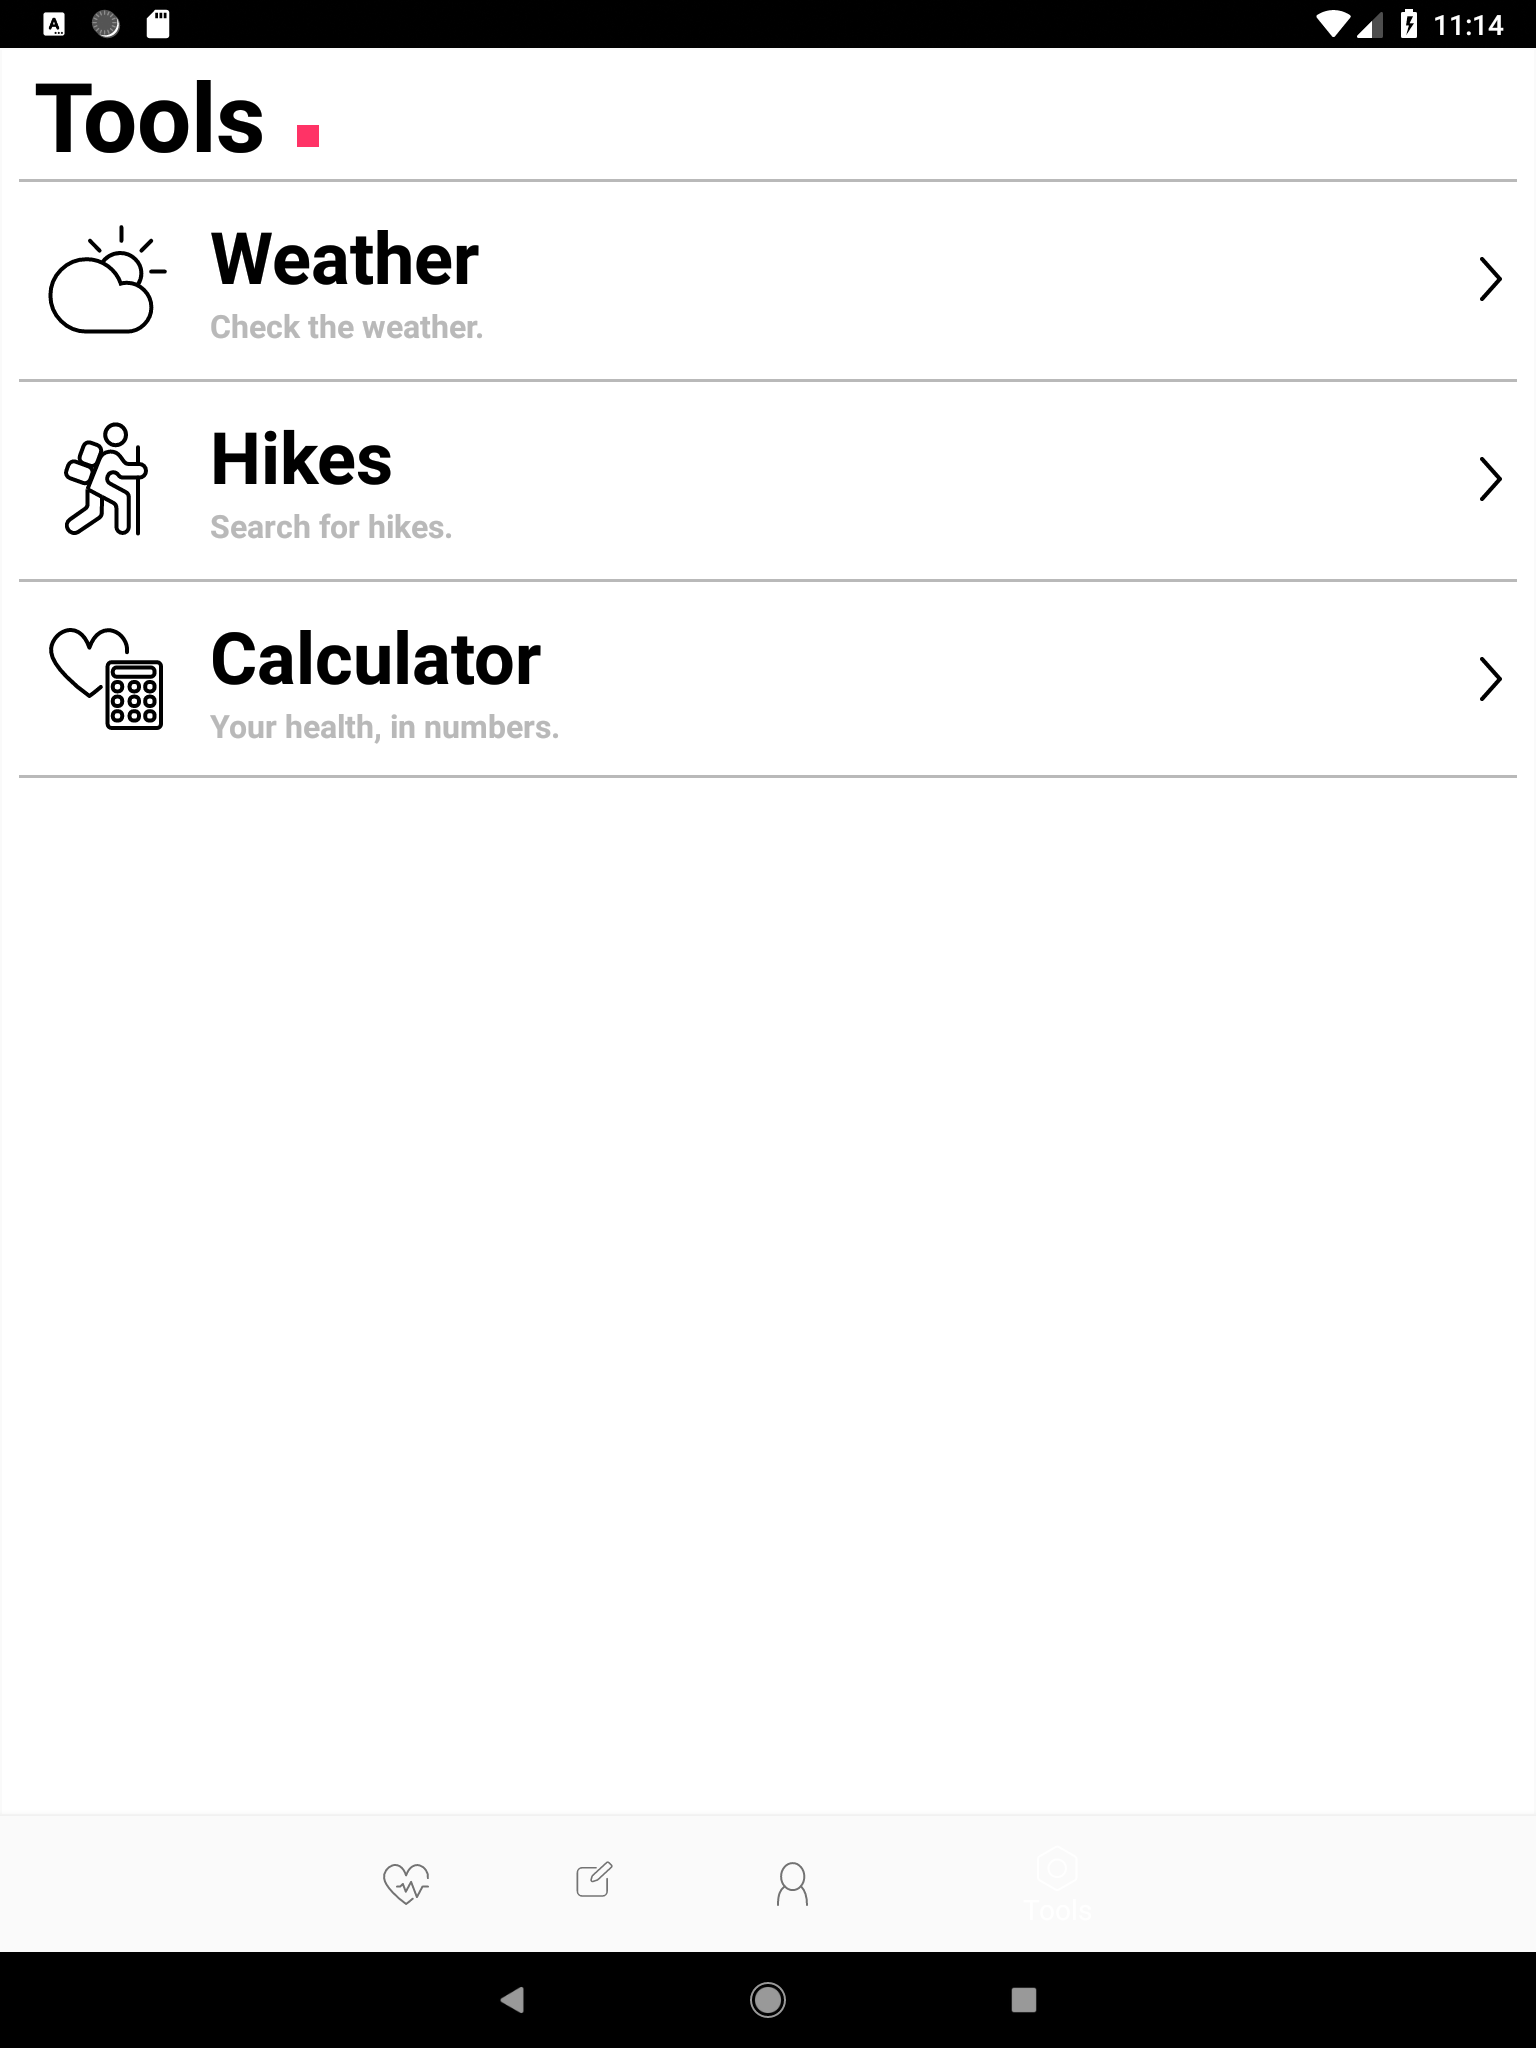 11:14
Tools
Weather
Check the weather.
Hikes
Search for hikes.
Calculator
Your health, in numbers.
Tools